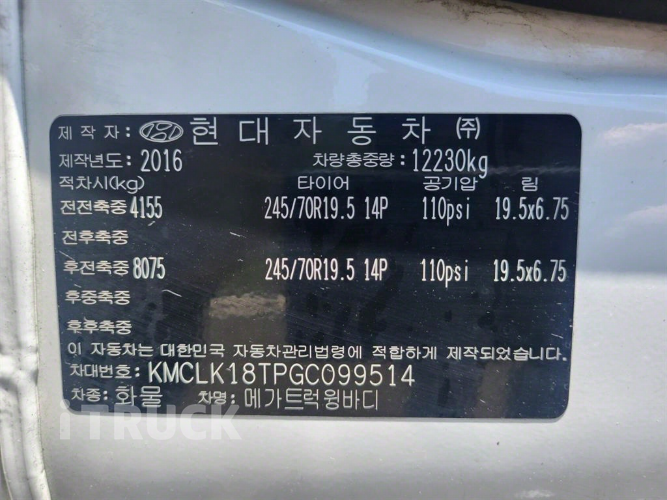 제 작 자: 현 대 자 동 차 ㈜
제작년도: 2016 차량총중량: 12230kg
적차시(kg) 타이어 공기압 림
전전축중 4155 245/70R19.5 14P 110psi 19.5x6.75
전후축중
후전축중 8075 245/70R19.5 14P 110psi 19.5x6.75
후중축중
후후축중
이 자동차는 대한민국 자동차관리법령에 적합하게 제작되었습니다.
차대번호: KMCLK18TPGC099514
차종: 화물 차명: 메가트럭윙바디
iTRUCK